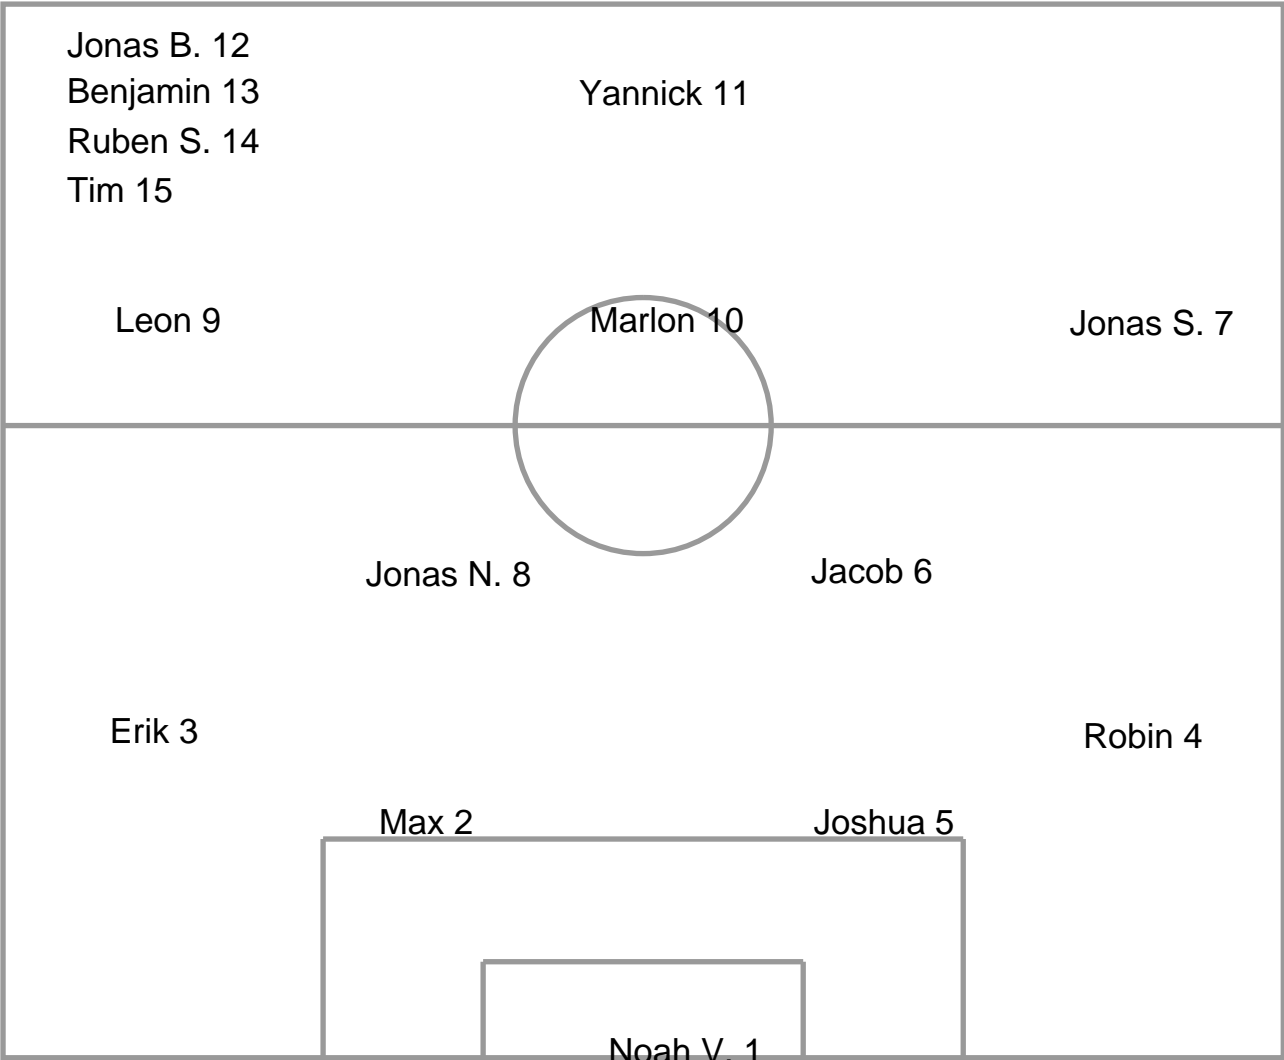 Jonas B. 12
Benjamin 13
Yannick 11
Ruben S. 14
Tim 15
Leon 9
Marlon 10
Jonas S. 7
Jonas N. 8
Jacob 6
Erik 3
Robin 4
Max 2
Joshua 5
Noah V. 1